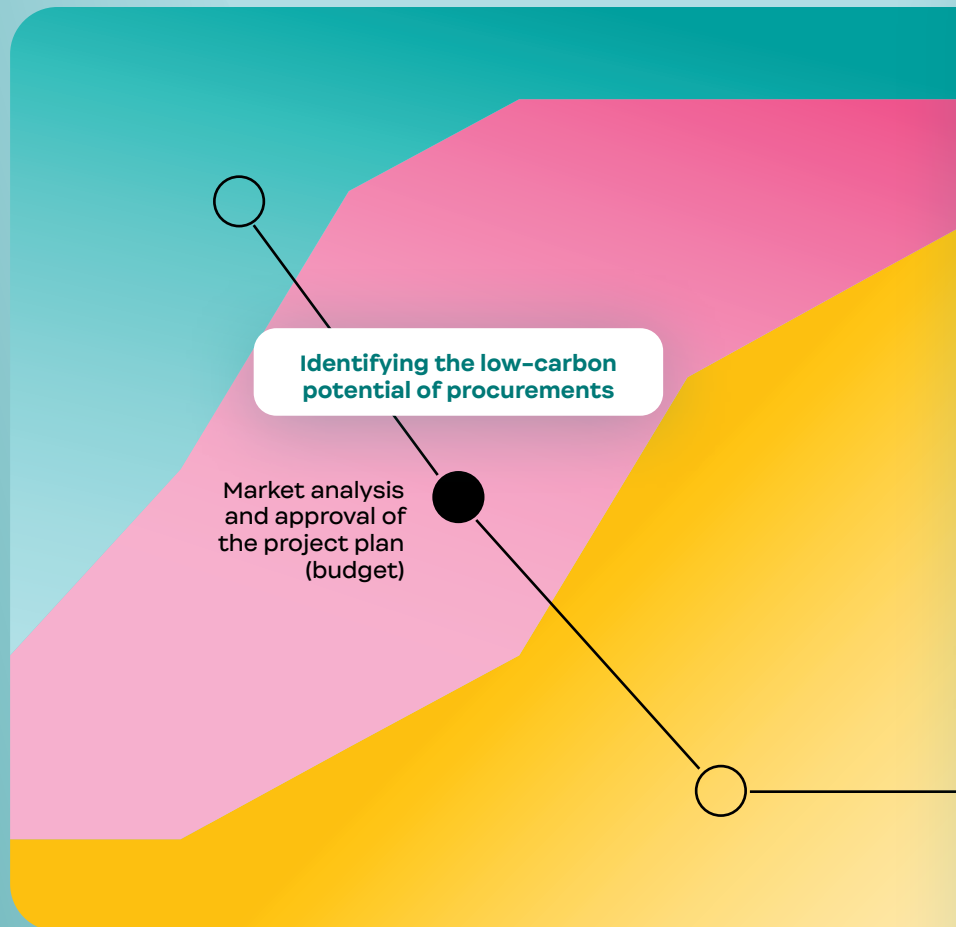 Identifying the low-carbon
potential of procurements
Market analysis
and approval of
the project plan
(budget)